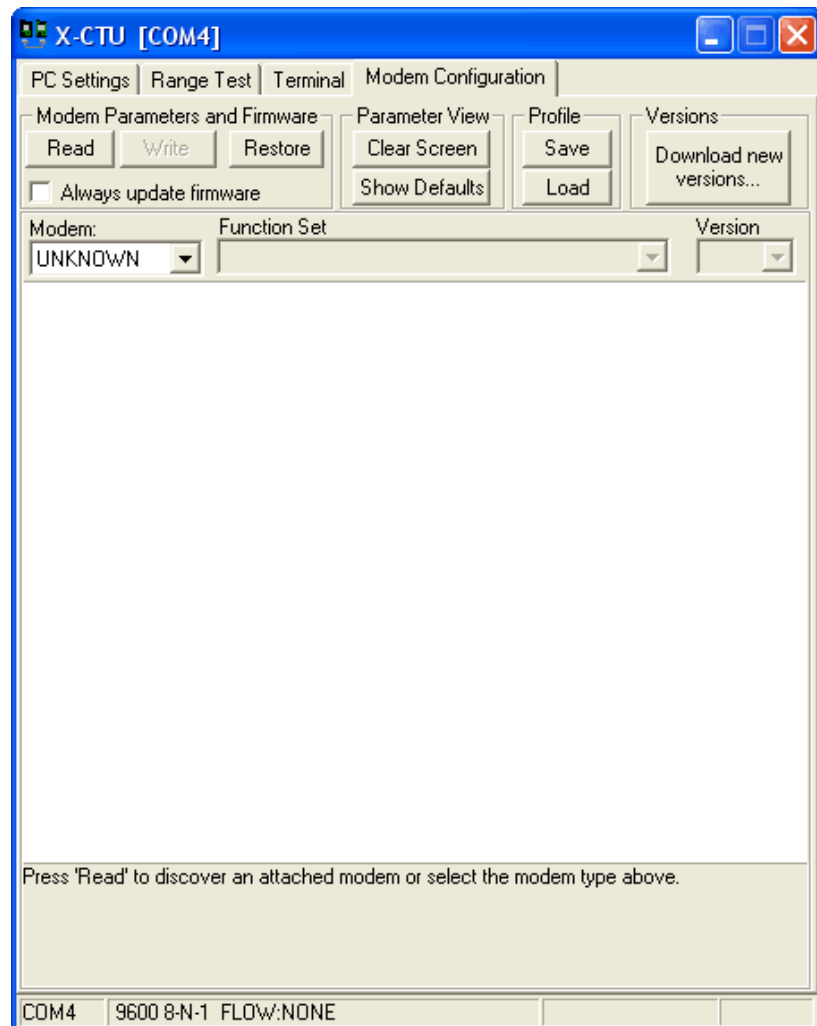 X-CTU [COM4]
PC Settings Range Test Terminal Modem Configuration
Modem Parameters and Firmware Parameter View Profile Versions
Read Write Restore Clear Screen Save Download new versions...
Always update firmware Show Defaults Load
Modem: Function Set Version
UNKNOWN
Press 'Read' to discover an attached modem or select the modem type above.
COM4 9600 8-N-1 FLOW:NONE